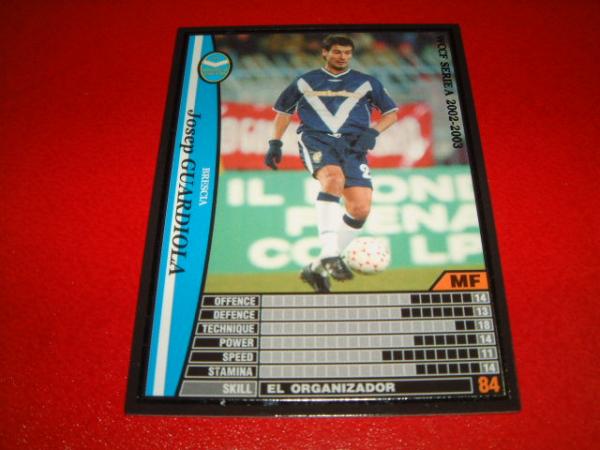 WCCF SERIE A 2002-2003
BRESCIA
Josep GUARDIOLA
IL
CO
MF
OFFENCE 14
DEFENCE 13
TECHNIQUE 18
POWER 14
SPEED 11
STAMINA 14
SKILL EL ORGANIZADOR 84